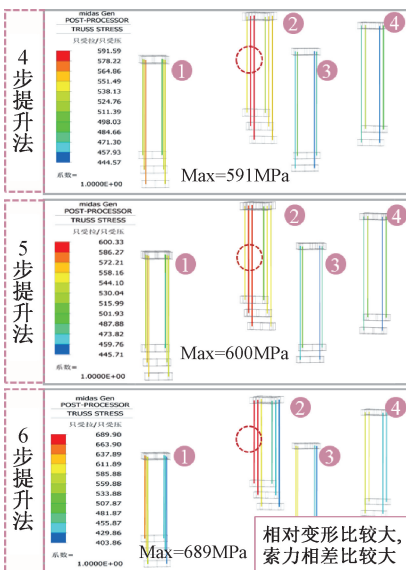 4步提升法
midas Gen
POST-PROCESSOR
TRUSS STRESS
只受拉/只受压
591.59
578.22
564.86
551.49
538.13
524.76
511.39
498.03
484.66
471.30
457.93
444.57
系数=
1.0000E+00
1
2
3
4
Max=591MPa
5步提升法
midas Gen
POST-PROCESSOR
TRUSS STRESS
只受拉/只受压
600.33
586.27
572.21
558.16
544.10
530.04
515.99
501.93
487.88
473.82
459.76
445.71
系数=
1.0000E+00
1
2
3
4
Max=600MPa
6步提升法
midas Gen
POST-PROCESSOR
TRUSS STRESS
只受拉/只受压
689.90
663.90
637.89
611.89
585.88
559.88
533.88
507.87
481.87
455.87
429.86
403.86
系数=
1.0000E+00
1
2
3
4
Max=689MPa
相对变形比较大,
索力相差比较大